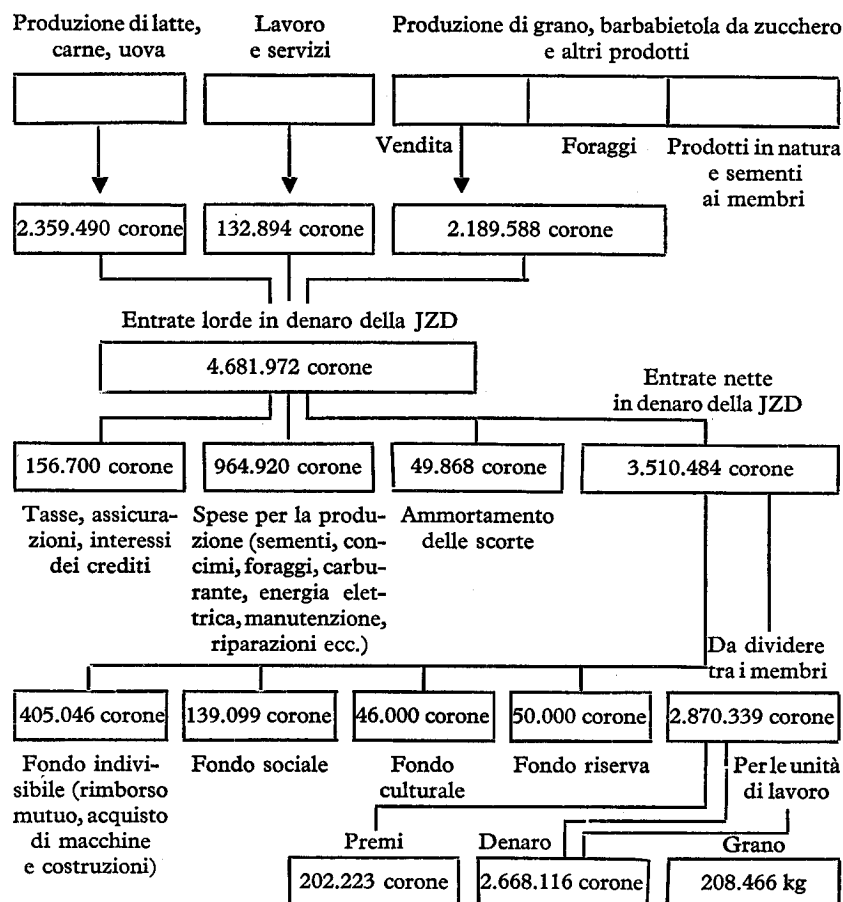 Produzione di latte,
carne, uova
Lavoro
e servizi
Produzione di grano, barbabietola da zucchero
e altri prodotti
Vendita
Foraggi
Prodotti in natura
e sementi
ai membri
2.359.490 corone
132.894 corone
2.189.588 corone
Entrate lorde in denaro della JZD
4.681.972 corone
Entrate nette
in denaro della JZD
156.700 corone
964.920 corone
49.868 corone
3.510.484 corone
Tasse, assicura-
zioni, interessi
dei crediti
Spese per la produ-
zione (sementi, con-
cimi, foraggi, carbu-
rante, energia elet-
trica, manutenzione,
riparazioni ecc.)
Ammortamento
delle scorte
Da dividere
tra i membri
405.046 corone
139.099 corone
46.000 corone
50.000 corone
2.870.339 corone
Fondo indivi-
sibile (rimborso
mutuo, acquisto
di macchine
e costruzioni)
Fondo sociale
Fondo
culturale
Fondo riserva
Per le unità
di lavoro
Premi
Denaro
Grano
202.223 corone
2.668.116 corone
208.466 kg